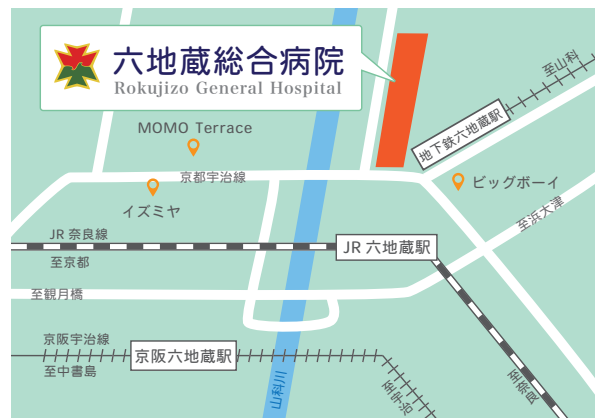 六地蔵総合病院
Rokujizo General Hospital
至山科
地下鉄六地蔵駅
MOMO Terrace
京都宇治線
ビッグボーイ
イズミヤ
至浜大津
JR 奈良線
JR 六地蔵駅
至京都
至観月橋
京阪宇治線
京阪六地蔵駅
至中書島
山科川
至宇治
至奈良